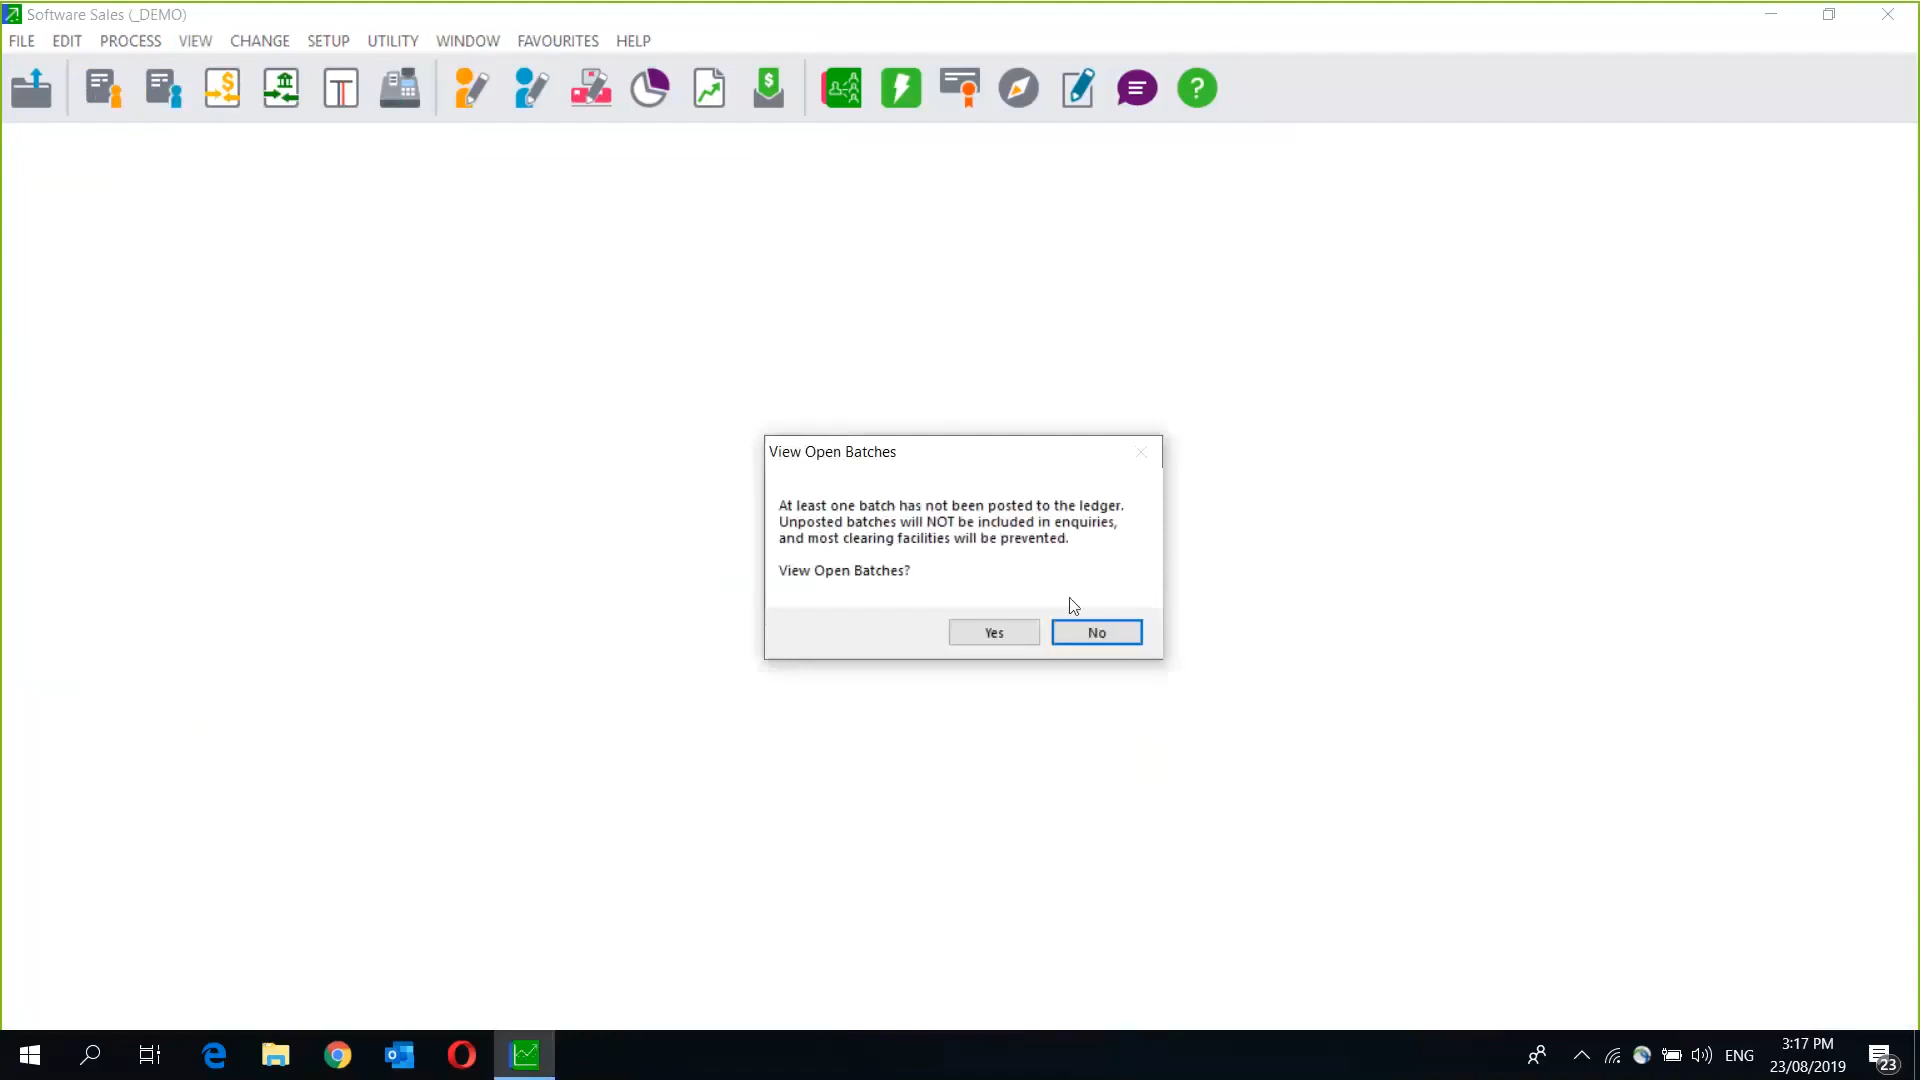 Software Sales (_DEMO)
FILE EDIT PROCESS VIEW CHANGE SETUP UTILITY WINDOW FAVOURITES HELP
View Open Batches
At least one batch has not been posted to the ledger.
Unposted batches will NOT be included in enquiries,
and most clearing facilities will be prevented.
View Open Batches?
Yes No
ENG
3:17 PM
23/08/2019
23